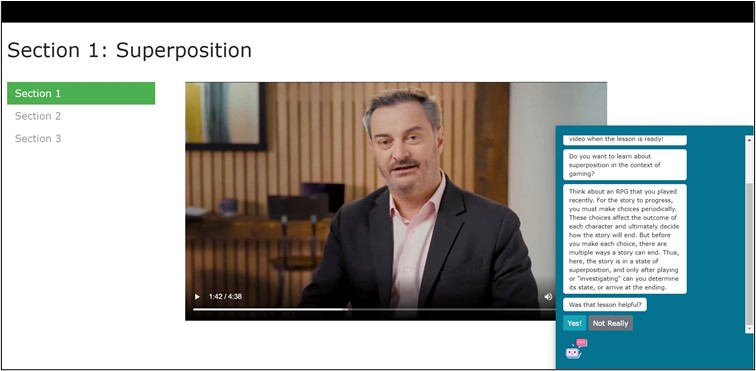 Section 1: Superposition
Section 1
Section 2
Section 3
1:42 / 4:38
video when the lesson is ready!
Do you want to learn about
superposition in the context of
gaming?
Think about an RPG that you played
recently. For the story to progress,
you must make choices periodically.
These choices affect the outcome of
each character and ultimately decide
how the story will end. But before
you make each choice, there are
multiple ways a story can end. Thus,
here, the story is in a state of
superposition, and only after playing
or "investigating" can you determine
its state, or arrive at the ending.
Was that lesson helpful?
Yes! Not Really